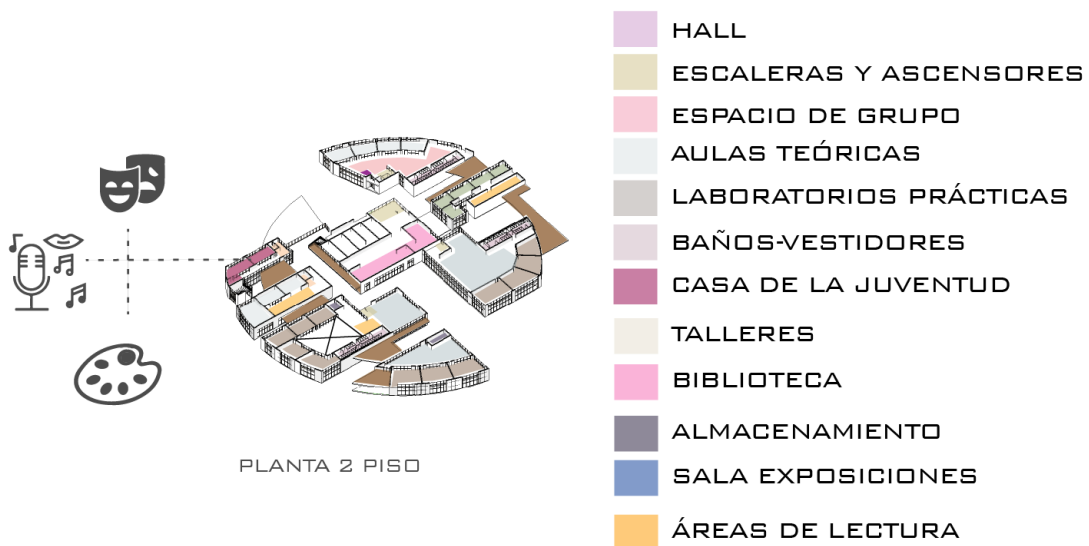 HALL
ESCALERAS Y ASCENSORES
ESPACIO DE GRUPO
AULAS TEÓRICAS
LABORATORIOS PRÁCTICAS
BAÑOS-VESTIDORES
CASA DE LA JUVENTUD
TALLERES
BIBLIOTECA
ALMACENAMIENTO
SALA EXPOSICIONES
ÁREAS DE LECTURA
PLANTA 2 PISO